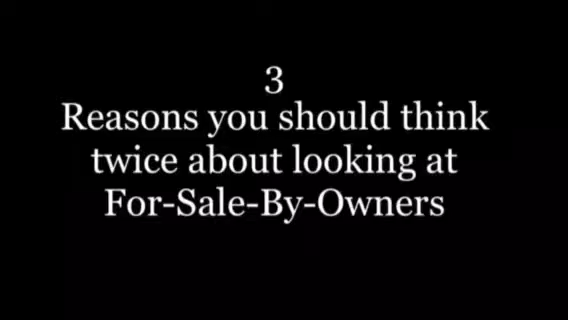 3
Reasons you should think
twice about looking at
For-Sale-By-Owners